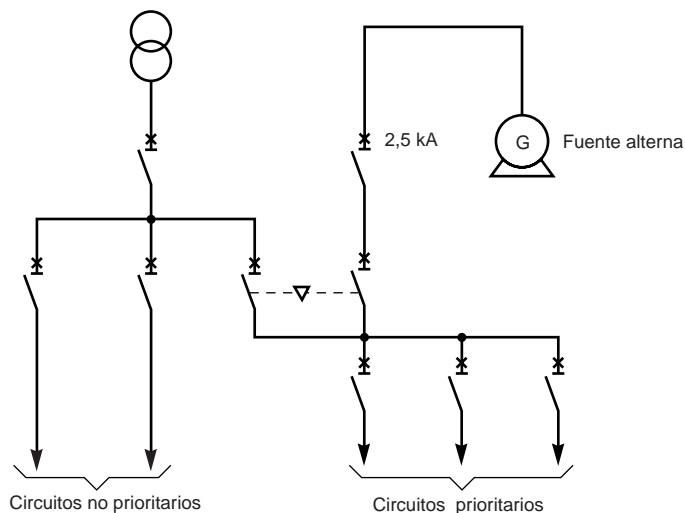 2,5 kA
G
Fuente alterna
Circuitos no prioritarios
Circuitos prioritarios